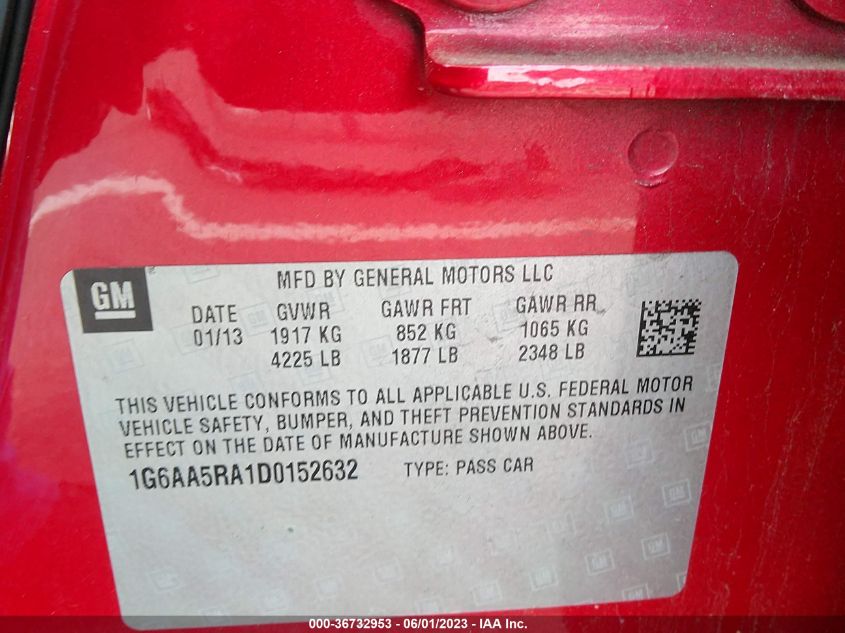 GM
MFD BY GENERAL MOTORS LLC
DATE GVWR GAWR FRT GAWR RR
01/13 1917 KG 852 KG 1065 KG
4225 LB 1877 LB 2348 LB
THIS VEHICLE CONFORMS TO ALL APPLICABLE U.S. FEDERAL MOTOR
VEHICLE SAFETY, BUMPER, AND THEFT PREVENTION STANDARDS IN
EFFECT ON THE DATE OF MANUFACTURE SHOWN ABOVE.
1G6AA5RA1D0152632 TYPE: PASS CAR
000-36732953 - 06/01/2023 - IAA Inc.